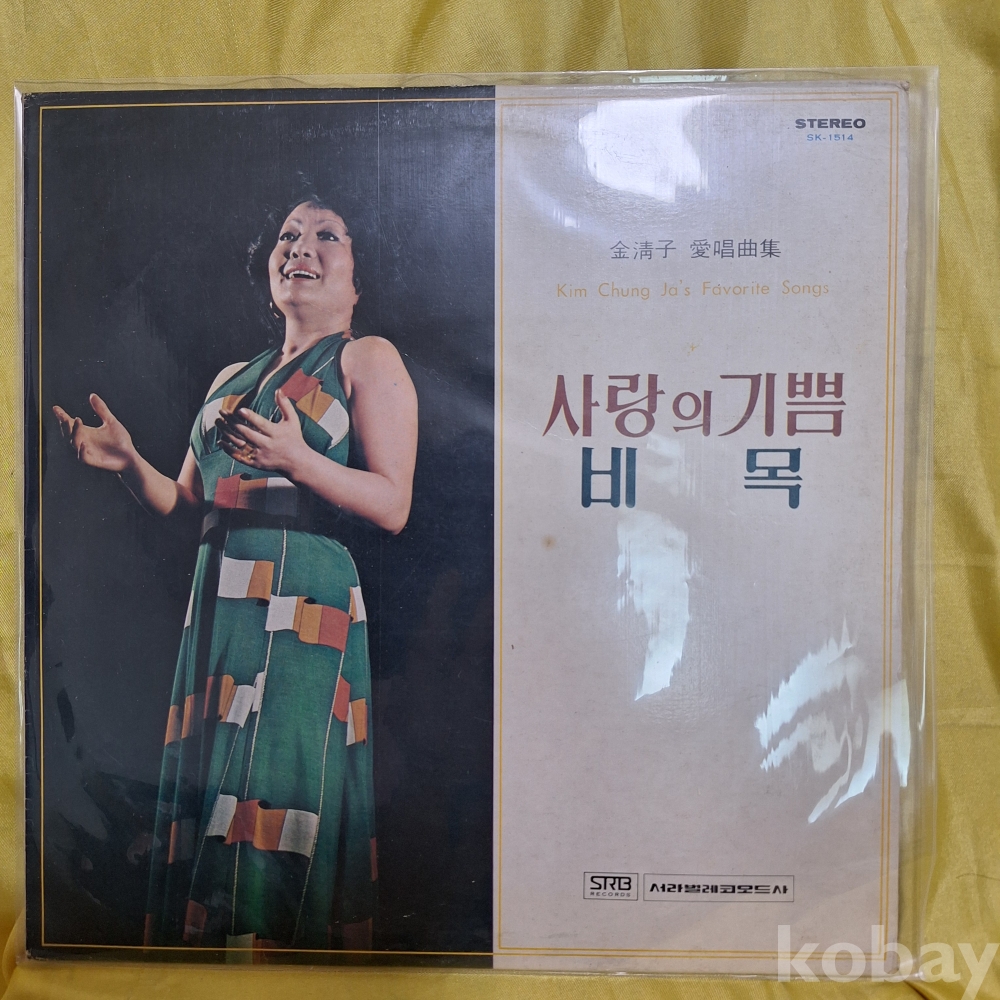 STEREO
SK-1514
金淸子 愛唱曲集
Kim Chung Ja's Favorite Songs
사랑의기쁨
비 목
SRB
RECORDS
서라벌레코오드사
kobay